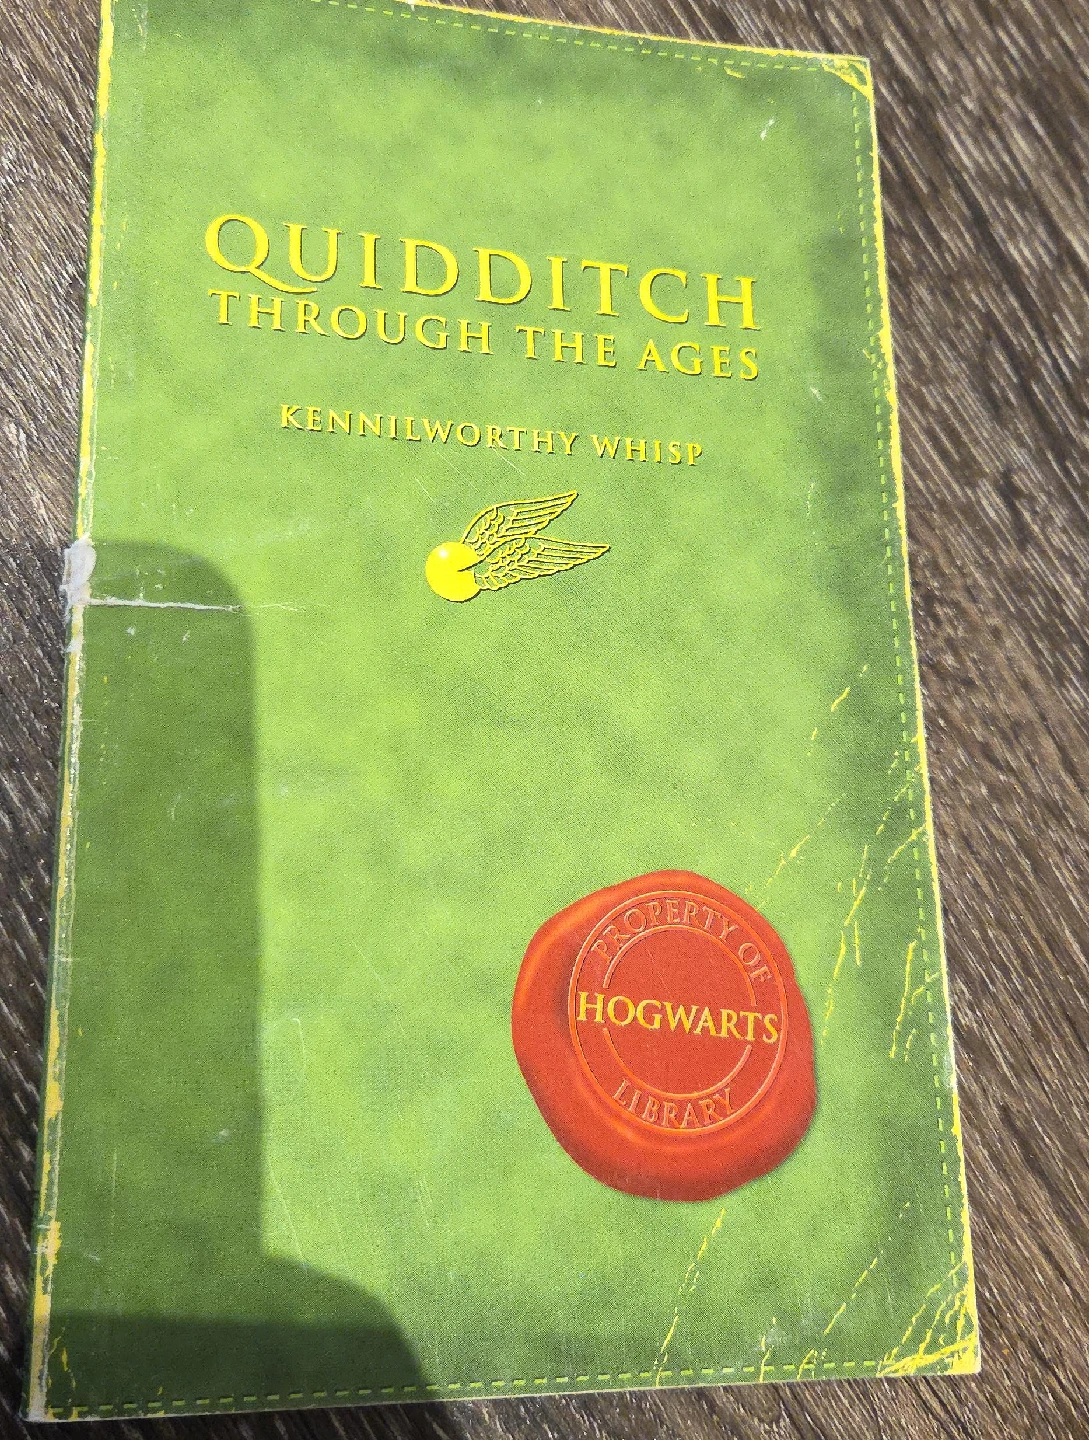 QUIDDITCH
THROUGH THE AGES
KENNILWORTHY WHISP
PROPERTY OF
HOGWARTS
LIBRARY